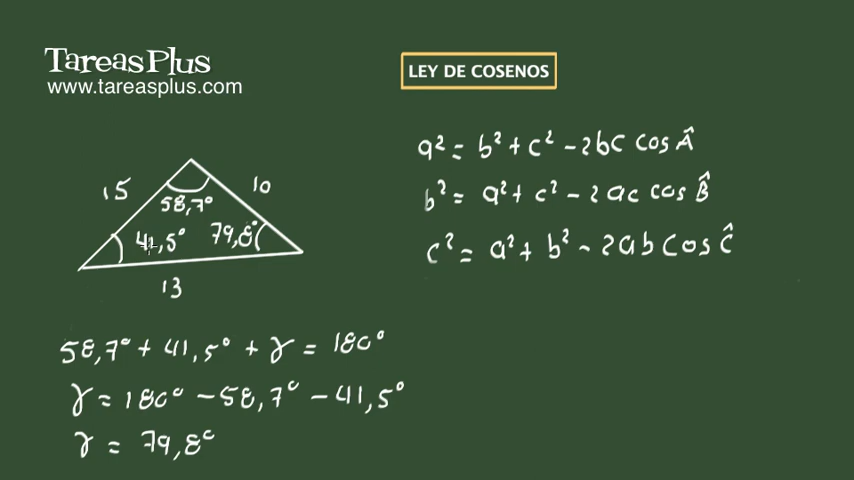 TareasPlus
www.tareasplus.com
LEY DE COSENOS
a² = b² + c² - 2bc cos Â
b² = a² + c² - 2ac cos B̂
c² = a² + b² - 2ab cos Ĉ
15
10
58,7°
41,5°
79,8°
13
58,7° + 41,5° + γ = 180°
γ = 180° - 58,7° - 41,5°
γ = 79,8°